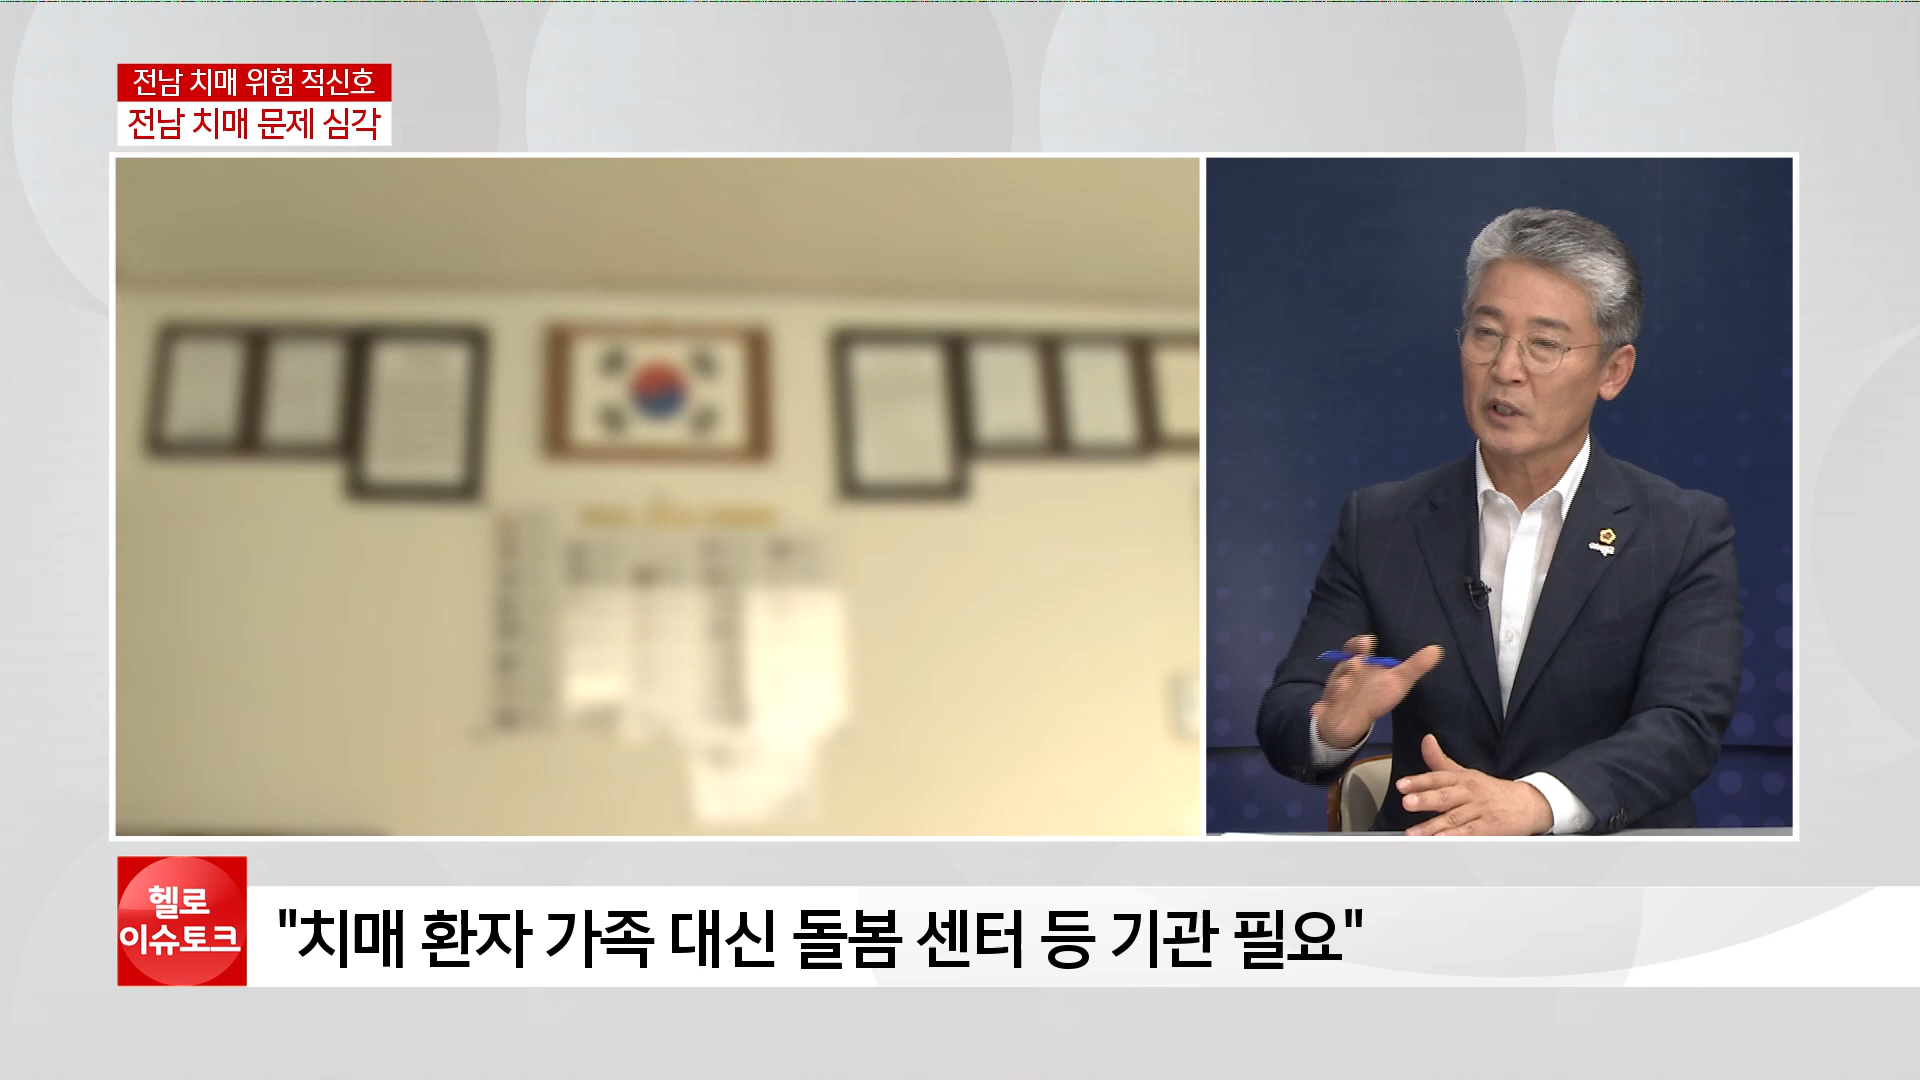 전남 치매 위험 적신호
전남 치매 문제 심각
헬로
이슈토크
"치매 환자 가족 대신 돌봄 센터 등 기관 필요"